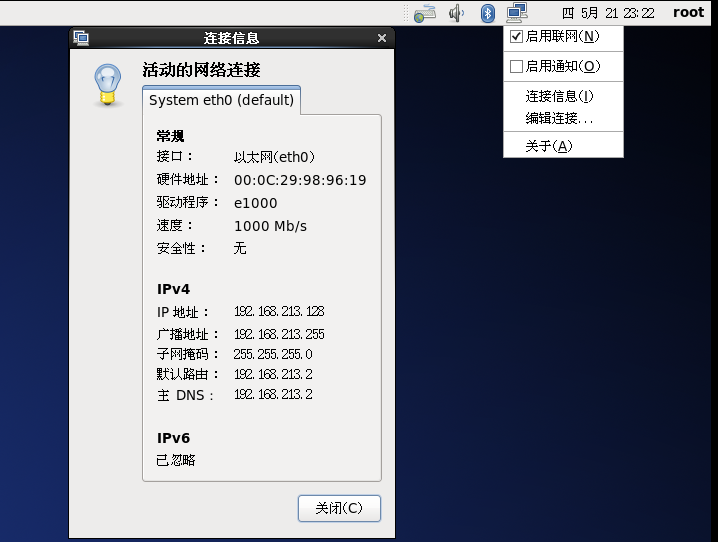 四 5月 21 23:22 root
连接信息
启用联网(N)
启用通知(O)
连接信息(I)
编辑连接...
关于(A)
活动的网络连接
System eth0 (default)
常规
接口： 以太网(eth0)
硬件地址： 00:0C:29:98:96:19
驱动程序： e1000
速度： 1000 Mb/s
安全性： 无
IPv4
IP 地址： 192.168.213.128
广播地址： 192.168.213.255
子网掩码： 255.255.255.0
默认路由： 192.168.213.2
主 DNS： 192.168.213.2
IPv6
已忽略
关闭(C)